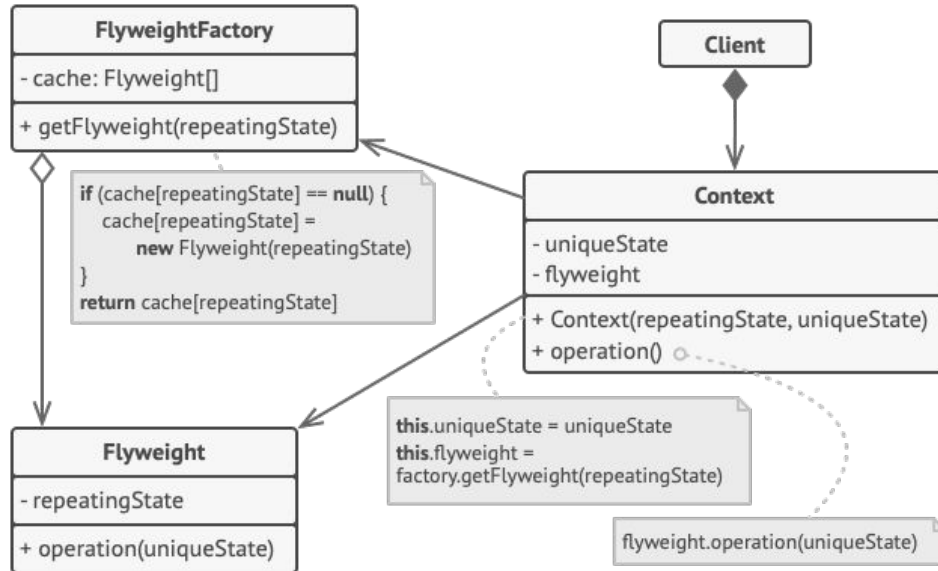 FlyweightFactory
- cache: Flyweight[]
+ getFlyweight(repeatingState)
if (cache[repeatingState] == null) {
cache[repeatingState] =
new Flyweight(repeatingState)
}
return cache[repeatingState]
Client
Context
- uniqueState
- flyweight
+ Context(repeatingState, uniqueState)
+ operation()
this.uniqueState = uniqueState
this.flyweight =
factory.getFlyweight(repeatingState)
flyweight.operation(uniqueState)
Flyweight
- repeatingState
+ operation(uniqueState)